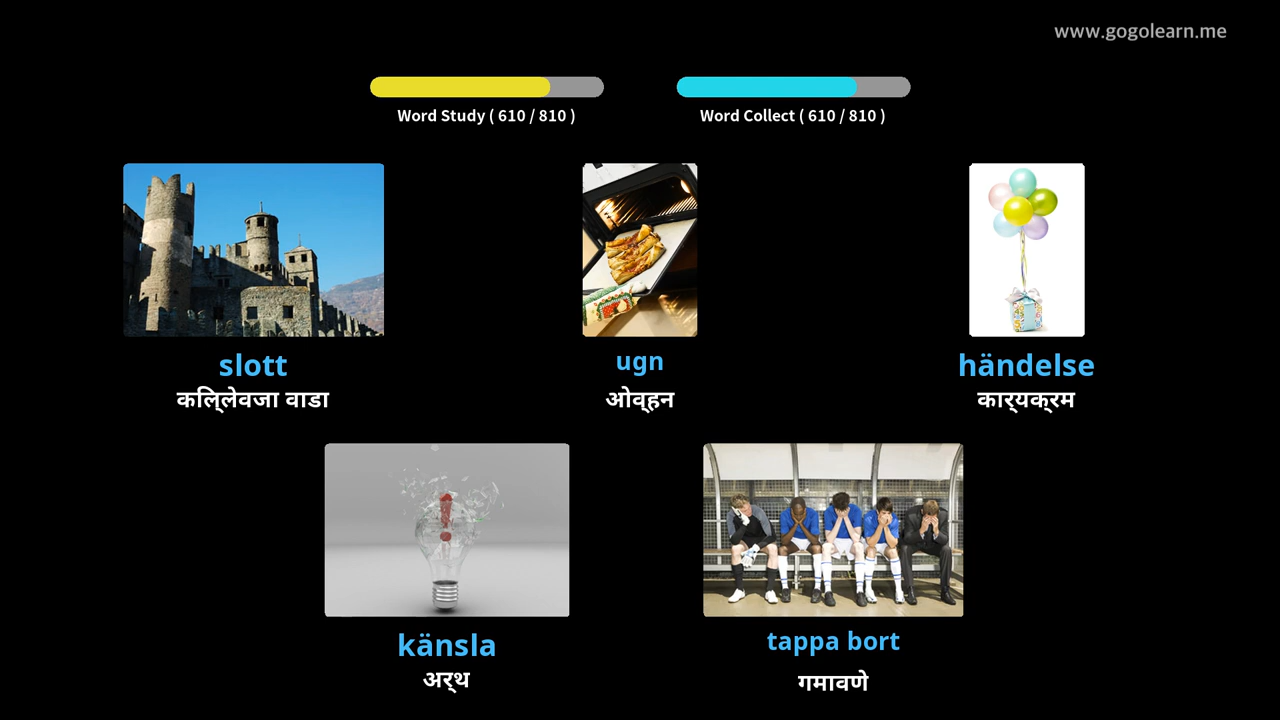 www.gogolearn.me
Word Study ( 610 / 810 )
Word Collect ( 610 / 810 )
slott
कलि्लेवजा वाडा
ugn
ओव्हन
händelse
कार्‍यक्रम
känsla
अर्‍थ
tappa bort
गमावणे